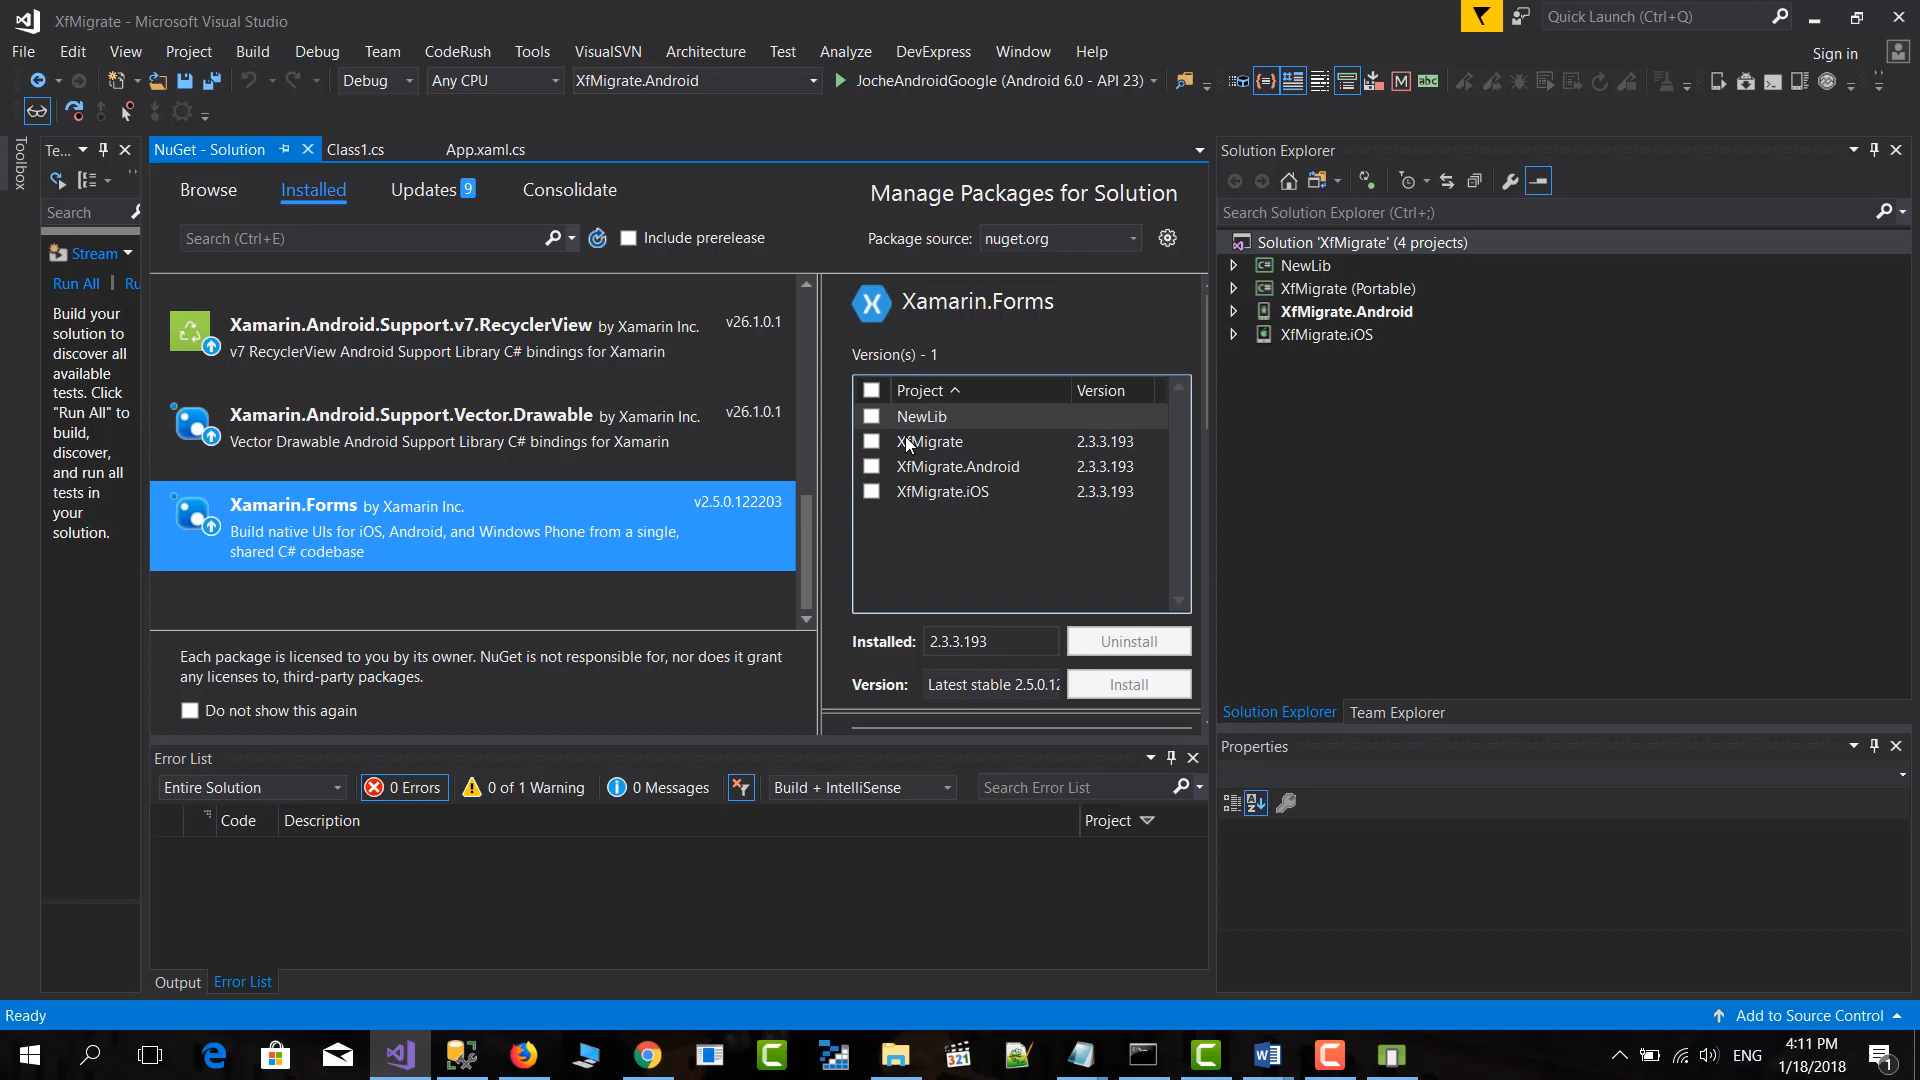 XfMigrate - Microsoft Visual Studio
Quick Launch (Ctrl+Q)
File Edit View Project Build Debug Team CodeRush Tools VisualSVN Architecture Test Analyze DevExpress Window Help
Sign in
Debug Any CPU XfMigrate.Android JocheAndroidGoogle (Android 6.0 - API 23)
Toolbox
Te...
NuGet - Solution Class1.cs App.xaml.cs
Solution Explorer
Browse Installed Updates 9 Consolidate
Manage Packages for Solution
Search
Search (Ctrl+E)
Include prerelease
Package source: nuget.org
Search Solution Explorer (Ctrl+;)
Solution 'XfMigrate' (4 projects)
NewLib
XfMigrate (Portable)
XfMigrate.Android
XfMigrate.iOS
Stream
Run All | Ru
Build your
solution to
discover all
available
tests. Click
"Run All" to
build,
discover,
and run all
tests in
your
solution.
Xamarin.Android.Support.v7.RecyclerView by Xamarin Inc. v26.1.0.1
v7 RecyclerView Android Support Library C# bindings for Xamarin
Xamarin.Android.Support.Vector.Drawable by Xamarin Inc. v26.1.0.1
Vector Drawable Android Support Library C# bindings for Xamarin
Xamarin.Forms by Xamarin Inc. v2.5.0.122203
Build native UIs for iOS, Android, and Windows Phone from a single,
shared C# codebase
Each package is licensed to you by its owner. NuGet is not responsible for, nor does it grant
any licenses to, third-party packages.
Do not show this again
Xamarin.Forms
Version(s) - 1
Project Version
NewLib
XfMigrate 2.3.3.193
XfMigrate.Android 2.3.3.193
XfMigrate.iOS 2.3.3.193
Installed: 2.3.3.193 Uninstall
Version: Latest stable 2.5.0.12 Install
Solution Explorer Team Explorer
Properties
Error List
Entire Solution 0 Errors 0 of 1 Warning 0 Messages Build + IntelliSense Search Error List
Code Description Project
Output Error List
Ready
Add to Source Control
ENG
4:11 PM
1/18/2018
1